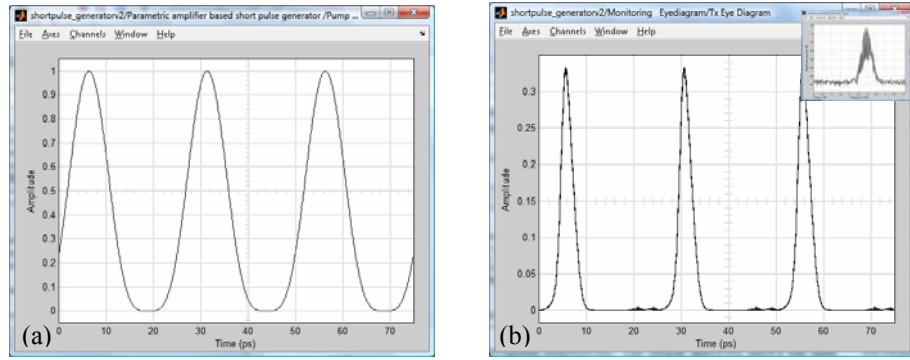 shortpulse_generatorv2/Parametric amplifier based short pulse generator /Pump ...
File Axes Channels Window Help
1
0.9
0.8
0.7
0.6
0.5
0.4
0.3
0.2
0.1
0
Amplitude
0 10 20 30 40 50 60 70
Time (ps)
(a)
shortpulse_generatorv2/Monitoring Eyediagram/Tx Eye Diagram
File Axes Channels Window Help
0.3
0.25
0.2
0.15
0.1
0.05
0
Amplitude
0 10 20 30 40 50 60 70
Time (ps)
(b)